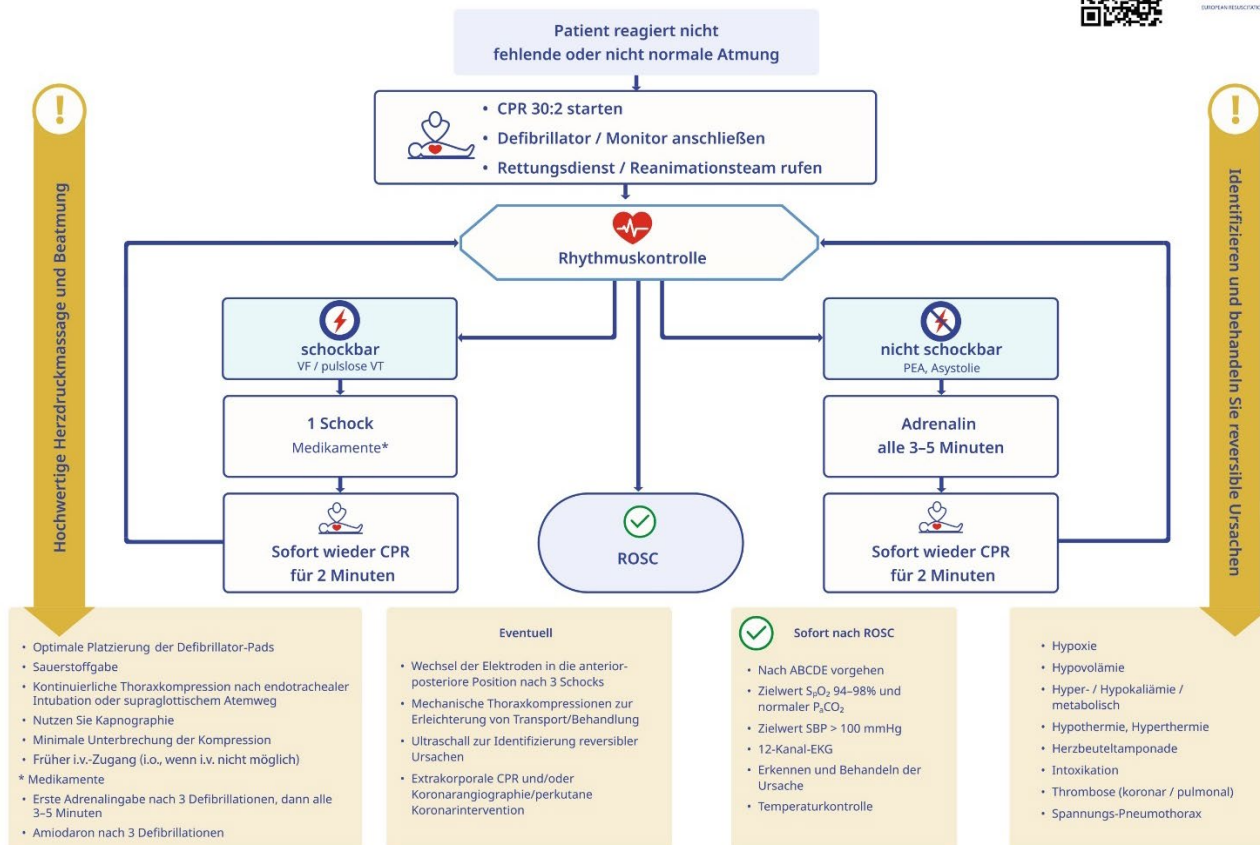 EUROPEAN RESUSCITATIO
Patient reagiert nicht
fehlende oder nicht normale Atmung
• CPR 30:2 starten
• Defibrillator / Monitor anschließen
• Rettungsdienst / Reanimationsteam rufen
!
Hochwertige Herzdruckmassage und Beatmung
!
Identifizieren und behandeln Sie reversible Ursachen
Rhythmuskontrolle
schockbar
VF / pulslose VT
1 Schock
Medikamente*
Sofort wieder CPR
für 2 Minuten
ROSC
nicht schockbar
PEA, Asystolie
Adrenalin
alle 3–5 Minuten
Sofort wieder CPR
für 2 Minuten
• Optimale Platzierung der Defibrillator-Pads
• Sauerstoffgabe
• Kontinuierliche Thoraxkompression nach endotrachealer
Intubation oder supraglottischem Atemweg
• Nutzen Sie Kapnographie
• Minimale Unterbrechung der Kompression
• Früher i.v.-Zugang (i.o., wenn i.v. nicht möglich)
* Medikamente
• Erste Adrenalingabe nach 3 Defibrillationen, dann alle
3–5 Minuten
• Amiodaron nach 3 Defibrillationen
Eventuell
• Wechsel der Elektroden in die anterior-
posteriore Position nach 3 Schocks
• Mechanische Thoraxkompressionen zur
Erleichterung von Transport/Behandlung
• Ultraschall zur Identifizierung reversibler
Ursachen
• Extrakorporale CPR und/oder
Koronarangiographie/perkutane
Koronarintervention
Sofort nach ROSC
• Nach ABCDE vorgehen
• Zielwert SₚO₂ 94–98% und
normaler PₐCO₂
• Zielwert SBP > 100 mmHg
• 12-Kanal-EKG
• Erkennen und Behandeln der
Ursache
• Temperaturkontrolle
• Hypoxie
• Hypovolämie
• Hyper- / Hypokaliämie /
metabolisch
• Hypothermie, Hyperthermie
• Herzbeuteltamponade
• Intoxikation
• Thrombose (koronar / pulmonal)
• Spannungs-Pneumothorax